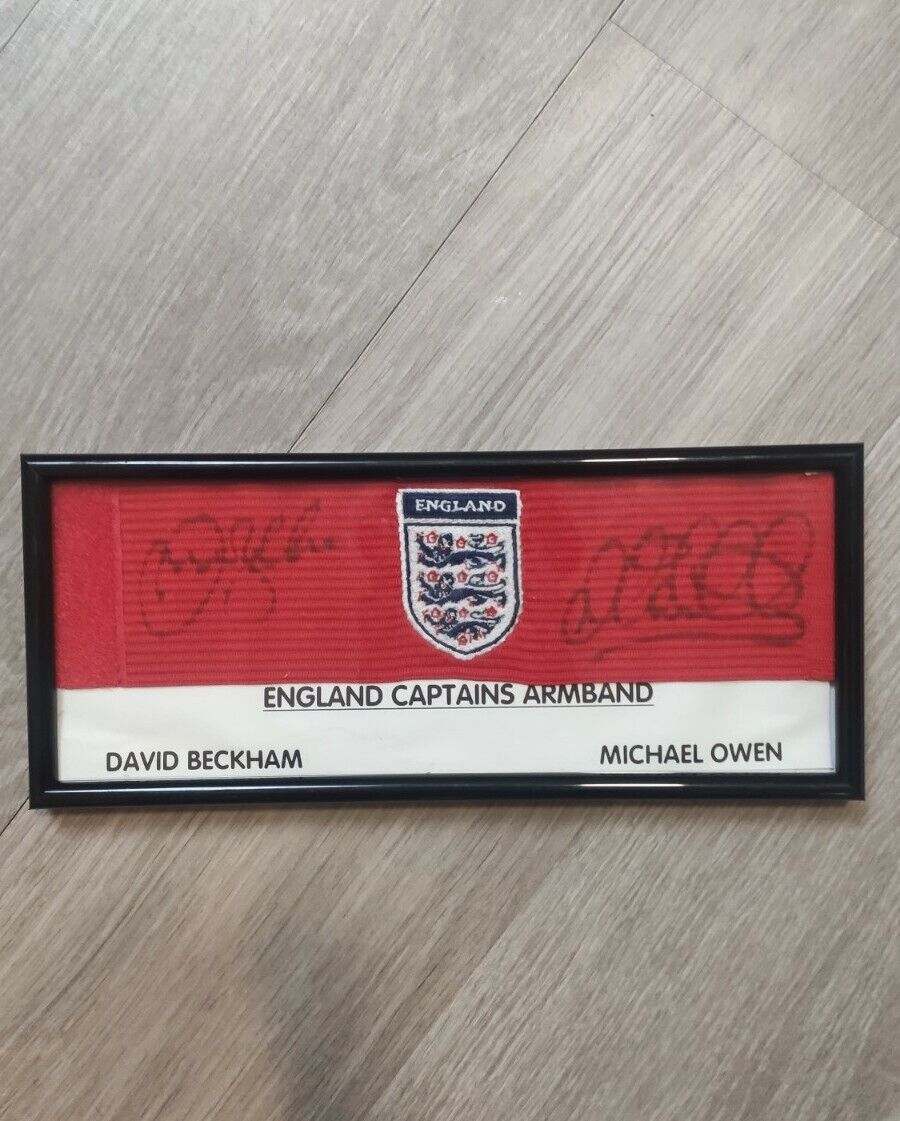 ENGLAND
ENGLAND CAPTAINS ARMBAND
DAVID BECKHAM
MICHAEL OWEN